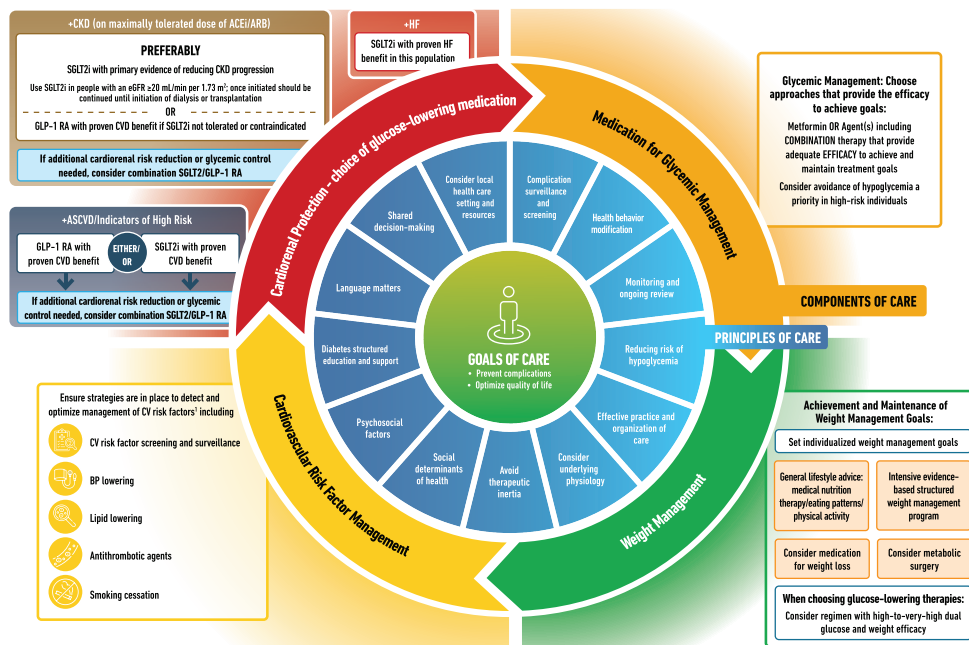 +CKD (on maximally tolerated dose of ACEi/ARB)
PREFERABLY
SGLT2i with primary evidence of reducing CKD progression
Use SGLT2i in people with an eGFR ≥20 mL/min per 1.73 m²; once initiated should be
continued until initiation of dialysis or transplantation
OR
GLP-1 RA with proven CVD benefit if SGLT2i not tolerated or contraindicated
If additional cardiorenal risk reduction or glycemic control
needed, consider combination SGLT2/GLP-1 RA
+HF
SGLT2i with proven HF
benefit in this population
+ASCVD/Indicators of High Risk
GLP-1 RA with
proven CVD benefit
EITHER/
OR
SGLT2i with proven
CVD benefit
If additional cardiorenal risk reduction or glycemic
control needed, consider combination SGLT2/GLP-1 RA
Cardiorenal Protection - choice of glucose-lowering medication
Medication for Glycemic Management
Glycemic Management: Choose
approaches that provide the efficacy
to achieve goals:
Metformin OR Agent(s) including
COMBINATION therapy that provide
adequate EFFICACY to achieve and
maintain treatment goals
Consider avoidance of hypoglycemia a
priority in high-risk individuals
COMPONENTS OF CARE
PRINCIPLES OF CARE
Consider local
health care
setting and
resources
Complication
surveillance
and
screening
Health behavior
modification
Monitoring and
ongoing review
Reducing risk of
hypoglycemia
Effective practice and
organization of
care
Consider
underlying
physiology
Avoid
therapeutic
inertia
Social
determinants
of health
Psychosocial
factors
Diabetes structured
education and support
Language matters
Shared
decision-making
GOALS OF CARE
• Prevent complications
• Optimize quality of life
Cardiovascular Risk Factor Management
Weight Management
Ensure strategies are in place to detect and
optimize management of CV risk factors¹ including
CV risk factor screening and surveillance
BP lowering
Lipid lowering
Antithrombotic agents
Smoking cessation
Achievement and Maintenance of
Weight Management Goals:
Set individualized weight management goals
General lifestyle advice:
medical nutrition
therapy/eating patterns/
physical activity
Intensive evidence-
based structured
weight management
program
Consider medication
for weight loss
Consider metabolic
surgery
When choosing glucose-lowering therapies:
Consider regimen with high-to-very-high dual
glucose and weight efficacy